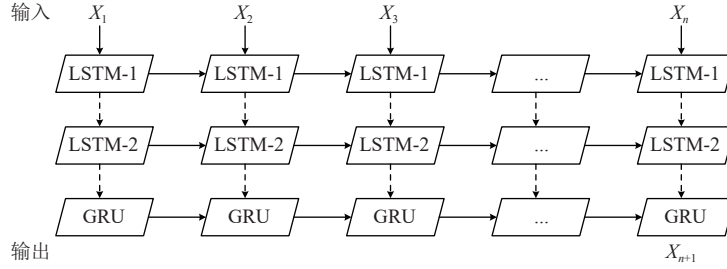 输入 X1 X2 X3 Xn
LSTM-1 LSTM-1 LSTM-1 ... LSTM-1
LSTM-2 LSTM-2 LSTM-2 ... LSTM-2
GRU GRU GRU ... GRU
输出 Xn+1